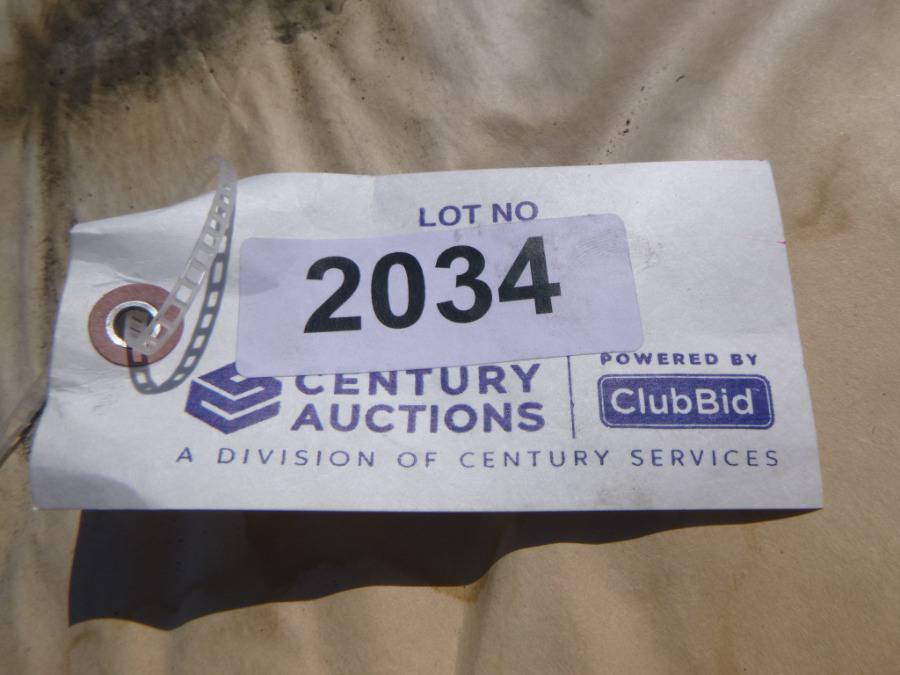 LOT NO
2034
CENTURY
AUCTIONS
POWERED BY
ClubBid
A DIVISION OF CENTURY SERVICES